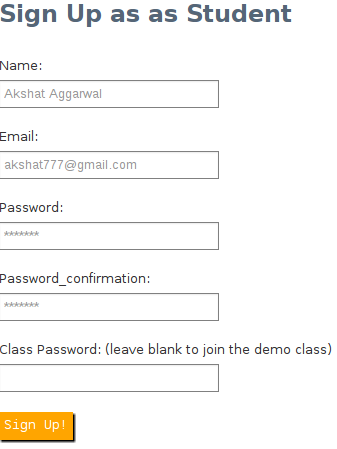 Sign Up as as Student
Name:
Akshat Aggarwal
Email:
akshat777@gmail.com
Password:
*******
Password_confirmation:
*******
Class Password: (leave blank to join the demo class)
Sign Up!